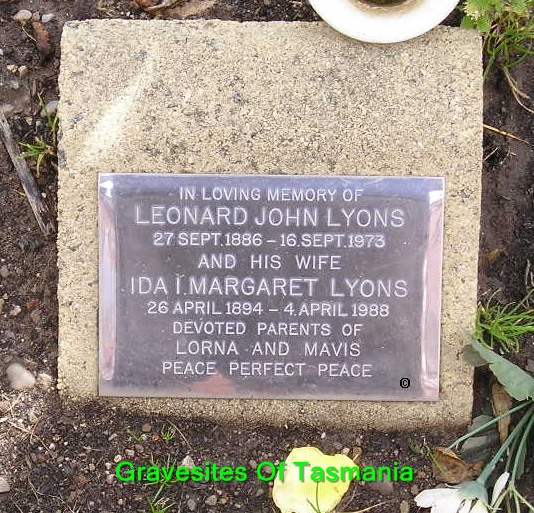 IN LOVING MEMORY OF
LEONARD JOHN LYONS
27 SEPT. 1886 - 16. SEPT. 1973
AND HIS WIFE
IDA I. MARGARET LYONS
26 APRIL 1894 - 4. APRIL 1988
DEVOTED PARENTS OF
LORNA AND MAVIS
PEACE PERFECT PEACE
©
Gravesites Of Tasmania